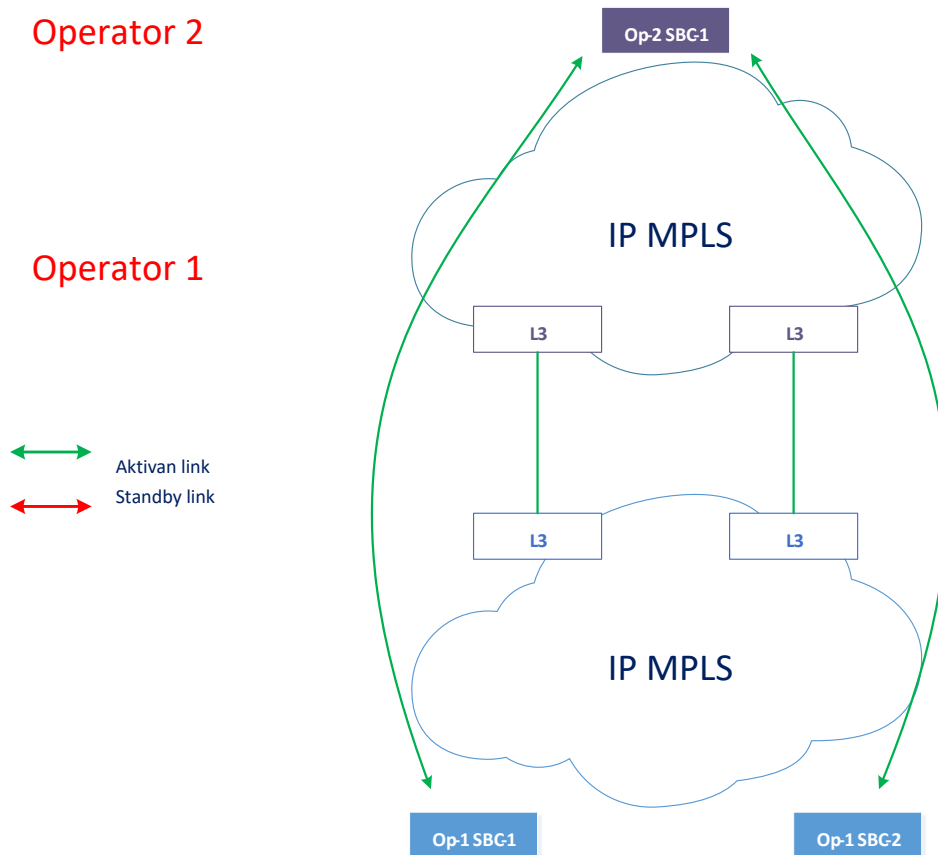 Operator 2
Op-2 SBC-1
IP MPLS
Operator 1
L3
L3
Aktivan link
Standby link
L3
L3
IP MPLS
Op-1 SBC-1
Op-1 SBC-2